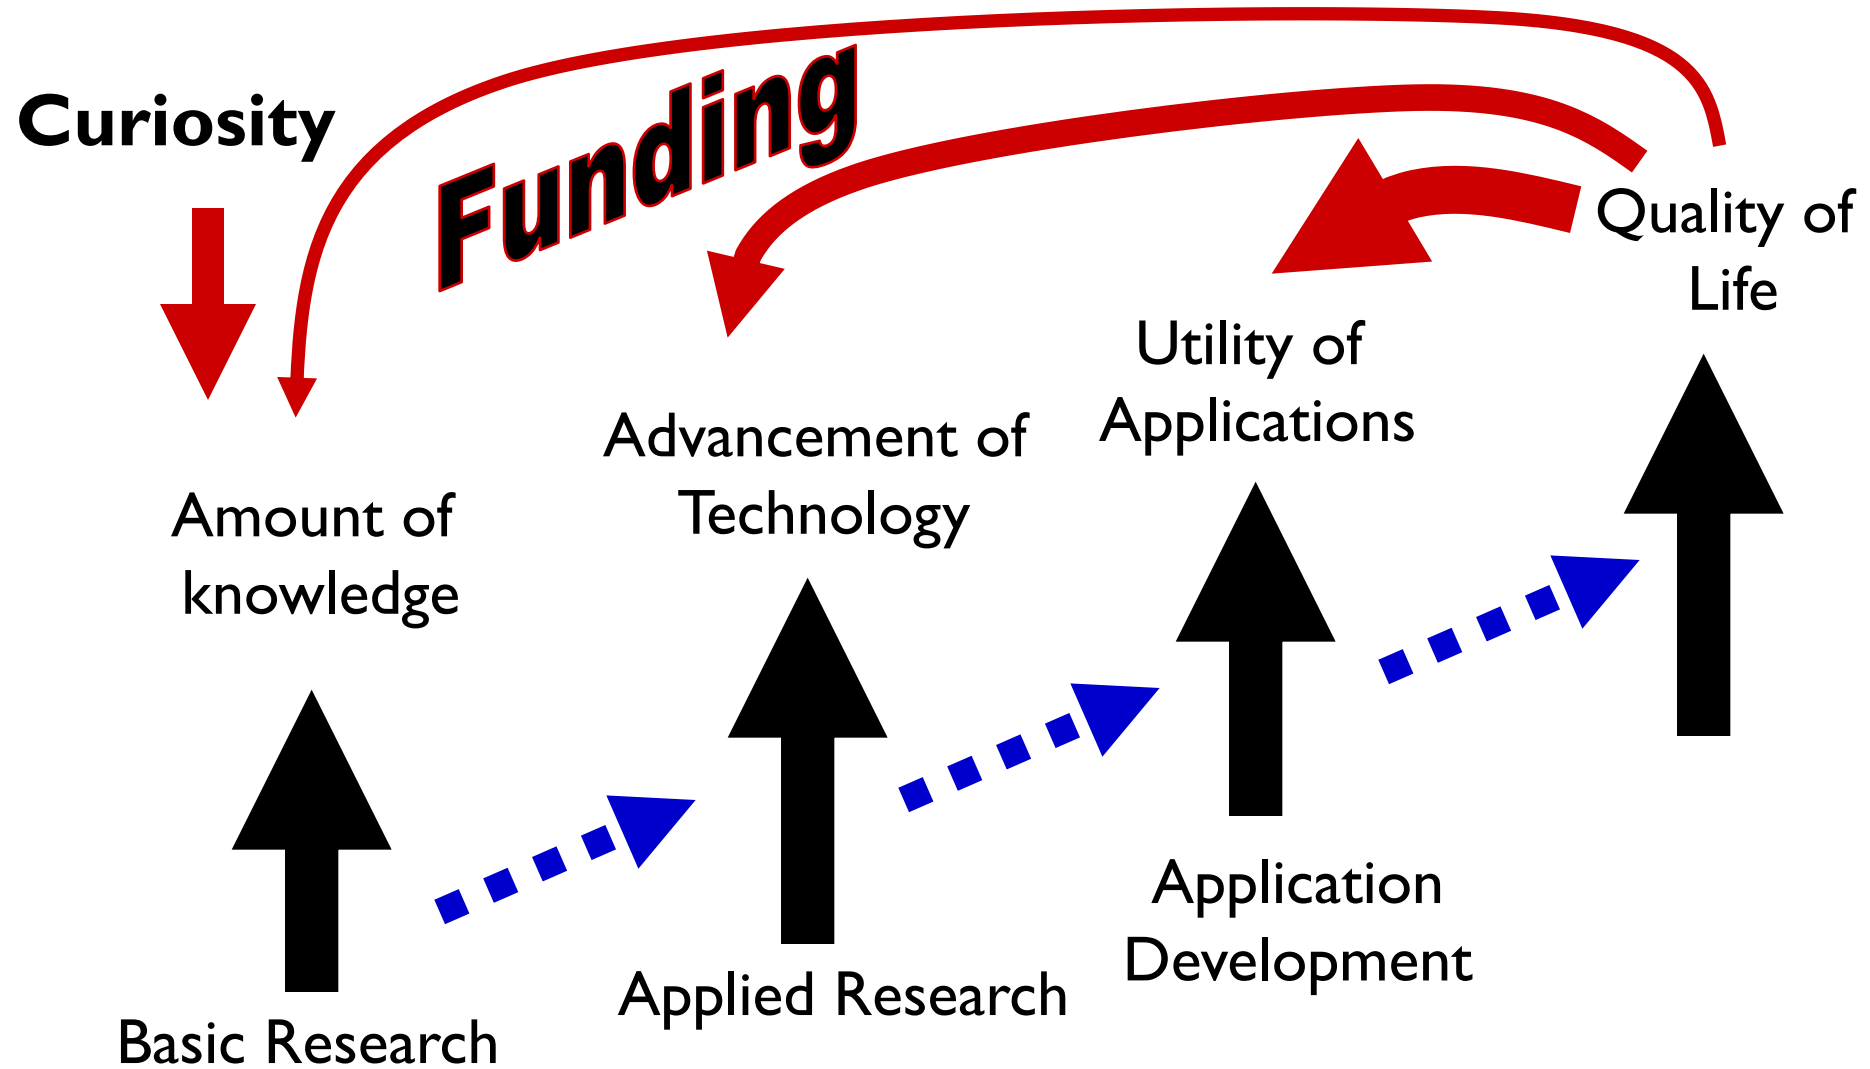 Curiosity
Funding
Quality of
Life
Utility of
Applications
Advancement of
Technology
Amount of
knowledge
Application
Development
Applied Research
Basic Research